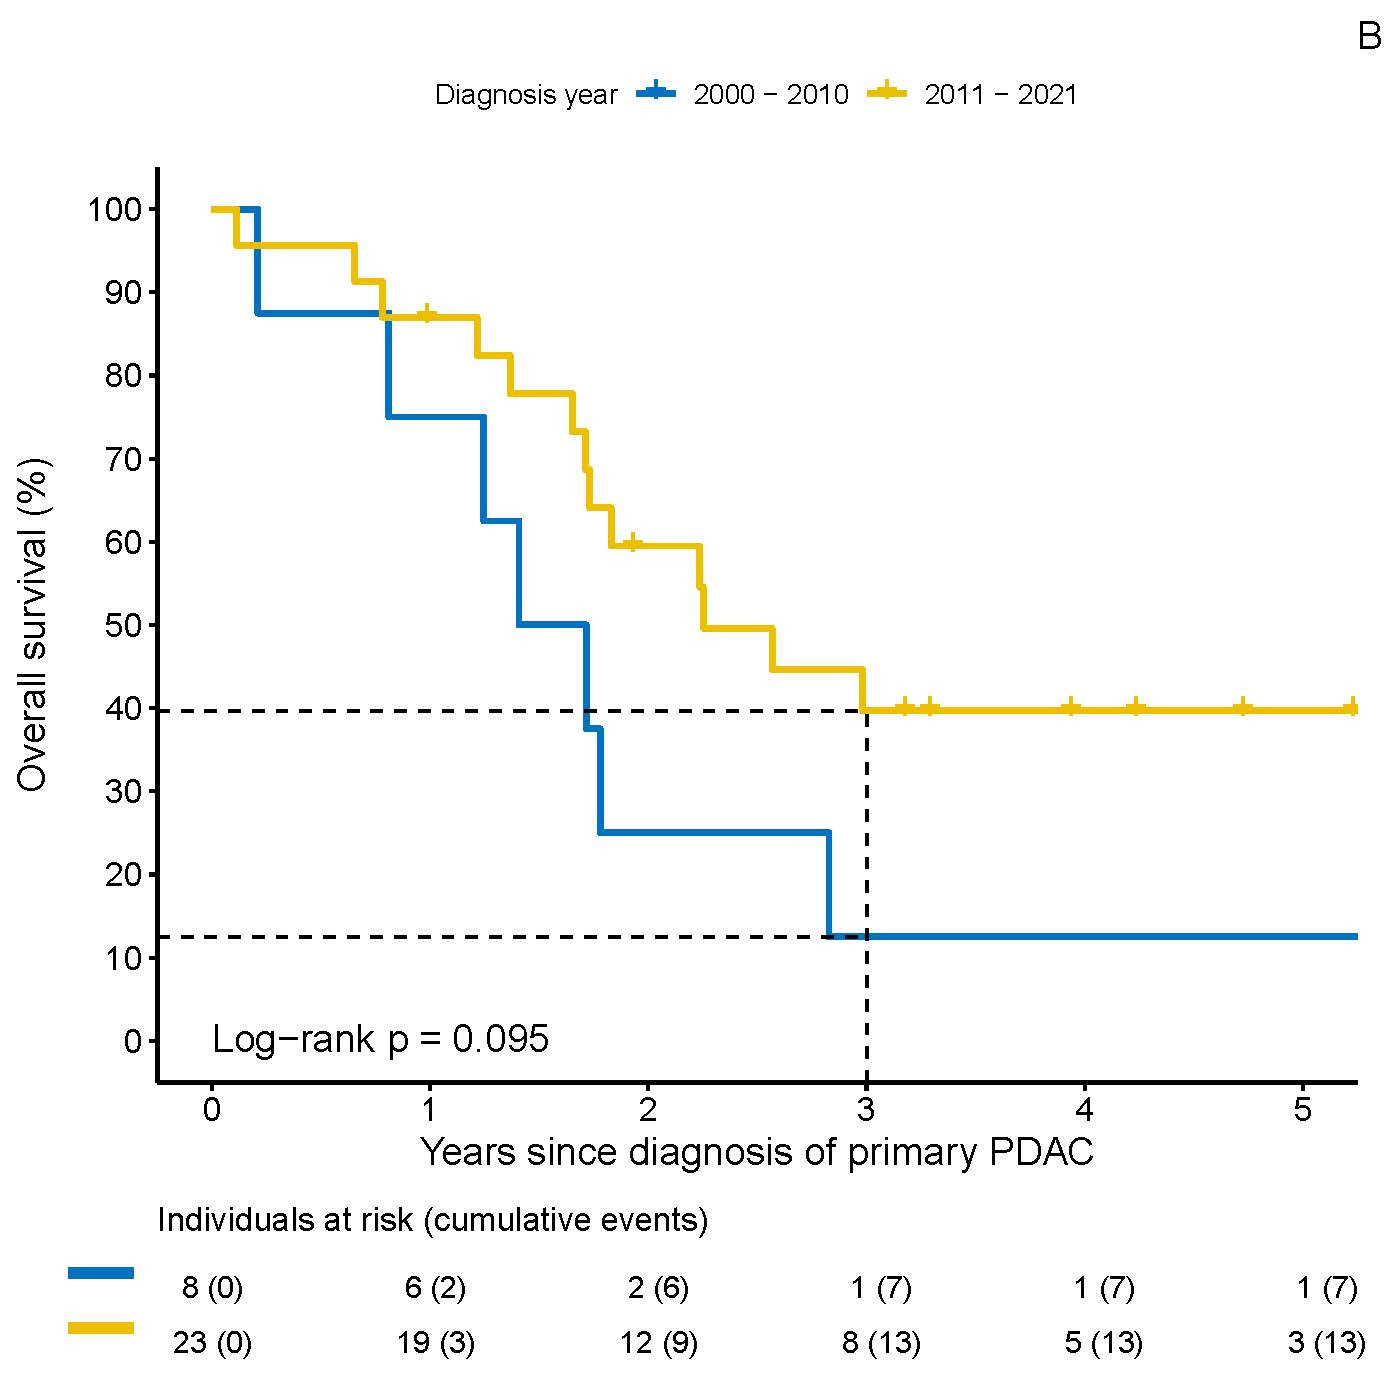 B
Diagnosis year 2000 − 2010 2011 − 2021
100
90
80
70
60
50
40
30
20
10
0
Overall survival (%)
Log−rank p = 0.095
0 1 2 3 4 5
Years since diagnosis of primary PDAC
Individuals at risk (cumulative events)
8 (0) 6 (2) 2 (6) 1 (7) 1 (7) 1 (7)
23 (0) 19 (3) 12 (9) 8 (13) 5 (13) 3 (13)